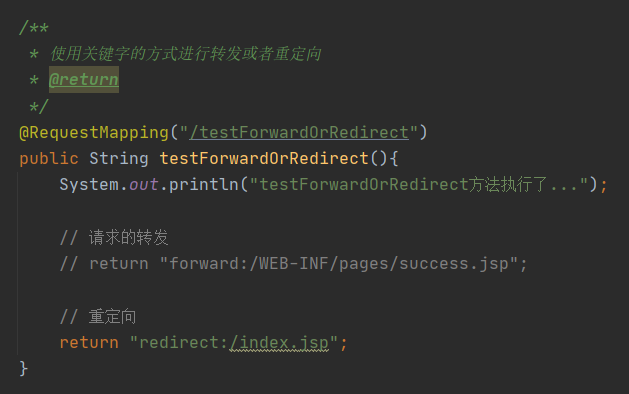 /**
 * 使用关键字的方式进行转发或者重定向
 * @return
 */
@RequestMapping("/testForwardOrRedirect")
public String testForwardOrRedirect(){
    System.out.println("testForwardOrRedirect方法执行了...");
    // 请求的转发
    // return "forward:/WEB-INF/pages/success.jsp";
    // 重定向
    return "redirect:/index.jsp";
}